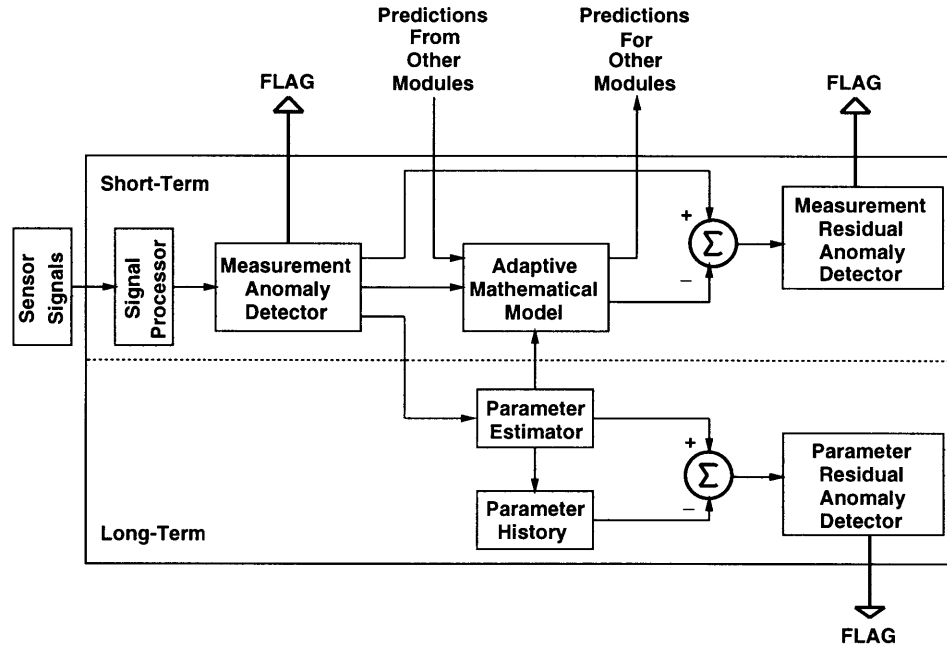 Predictions
From
Other
Modules
Predictions
For
Other
Modules
FLAG
FLAG
Short-Term
Sensor
Signals
Signal
Processor
Measurement
Anomaly
Detector
Adaptive
Mathematical
Model
+
Σ
−
Measurement
Residual
Anomaly
Detector
Parameter
Estimator
Parameter
History
+
Σ
−
Parameter
Residual
Anomaly
Detector
Long-Term
FLAG